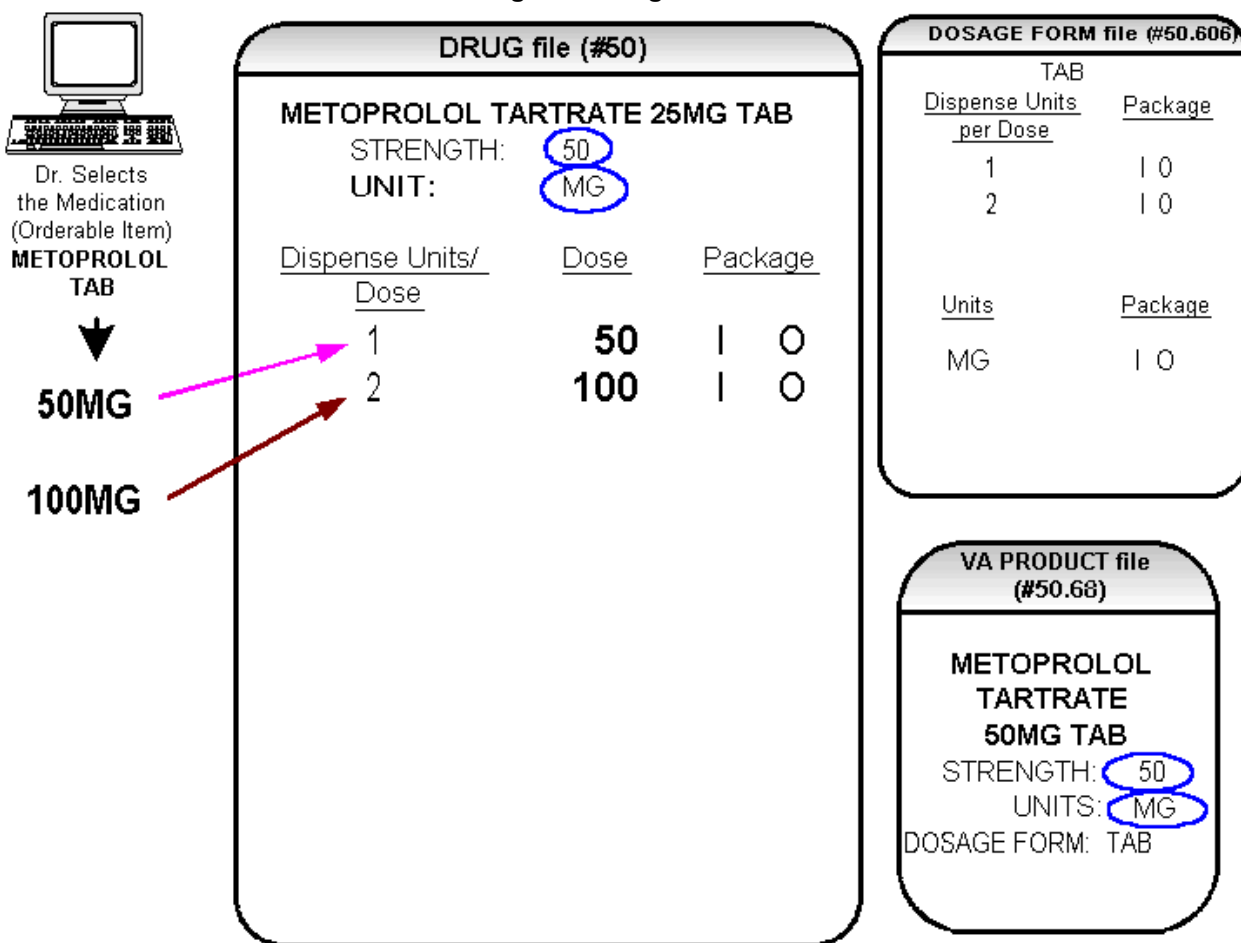 Dr. Selects
the Medication
(Orderable Item)
METOPROLOL
TAB
50MG
100MG
DRUG file (#50)
METOPROLOL TARTRATE 25MG TAB
STRENGTH: 50
UNIT: MG
Dispense Units/ Dose Package
Dose
1 50 I O
2 100 I O
DOSAGE FORM file (#50.606)
TAB
Dispense Units Package
per Dose
1 I O
2 I O
Units Package
MG I O
VA PRODUCT file
(#50.68)
METOPROLOL
TARTRATE
50MG TAB
STRENGTH: 50
UNITS: MG
DOSAGE FORM: TAB